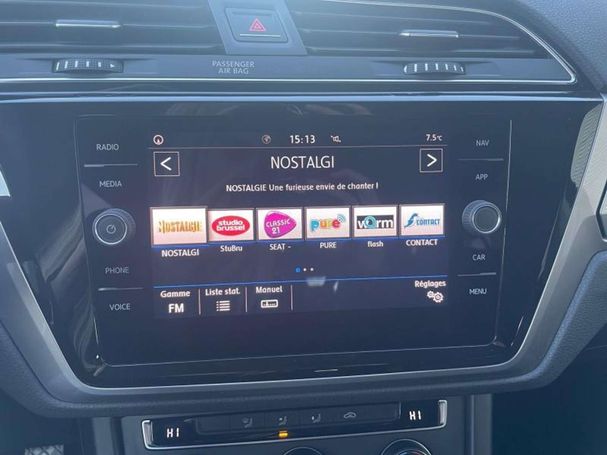 PASSENGER
AIR BAG
RADIO
MEDIA
PHONE
VOICE
NAV
APP
CAR
MENU
15:13
7.5°C
NOSTALGI
NOSTALGIE Une furieuse envie de chanter !
NOSTALGIE
studio
brussel
CLASSIC
21
pure
warm
CONTACT
NOSTALGI
StuBru
SEAT -
PURE
flash
CONTACT
Gamme
FM
Liste stat.
Manuel
Réglages
HI
HI